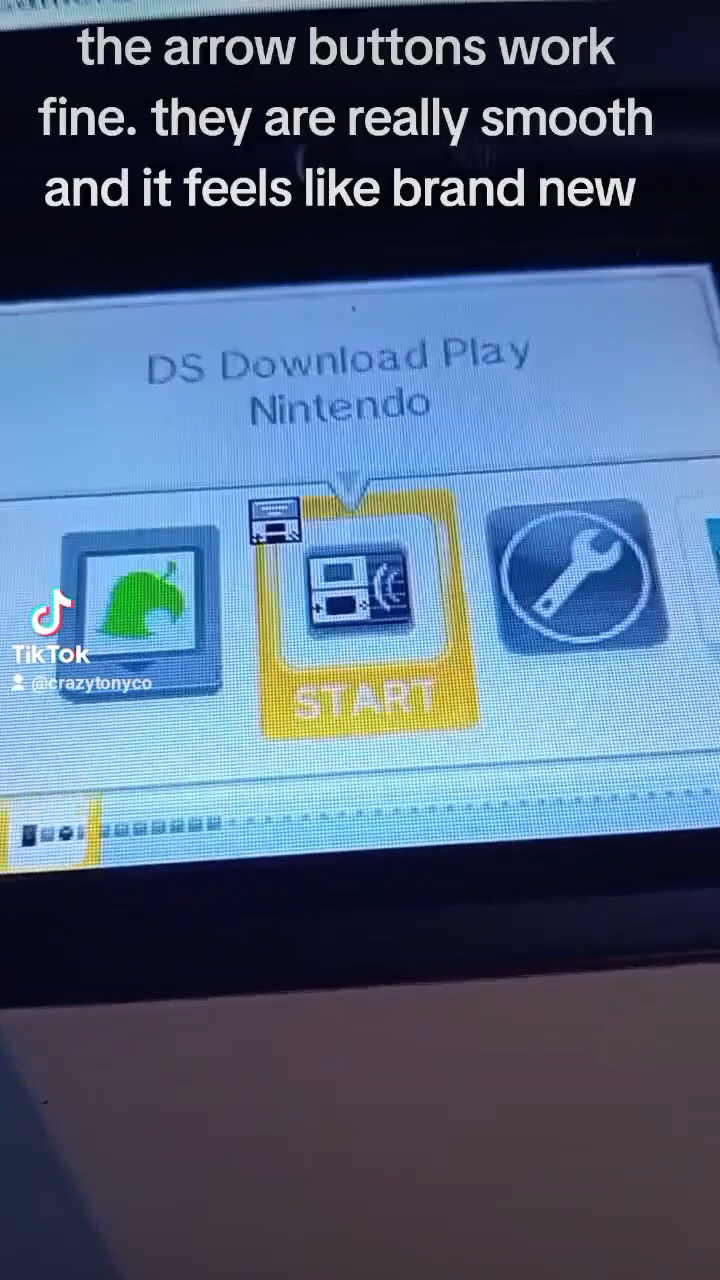 the arrow buttons work
fine. they are really smooth
and it feels like brand new
DS Download Play
Nintendo
START
TikTok
@crazytonyco